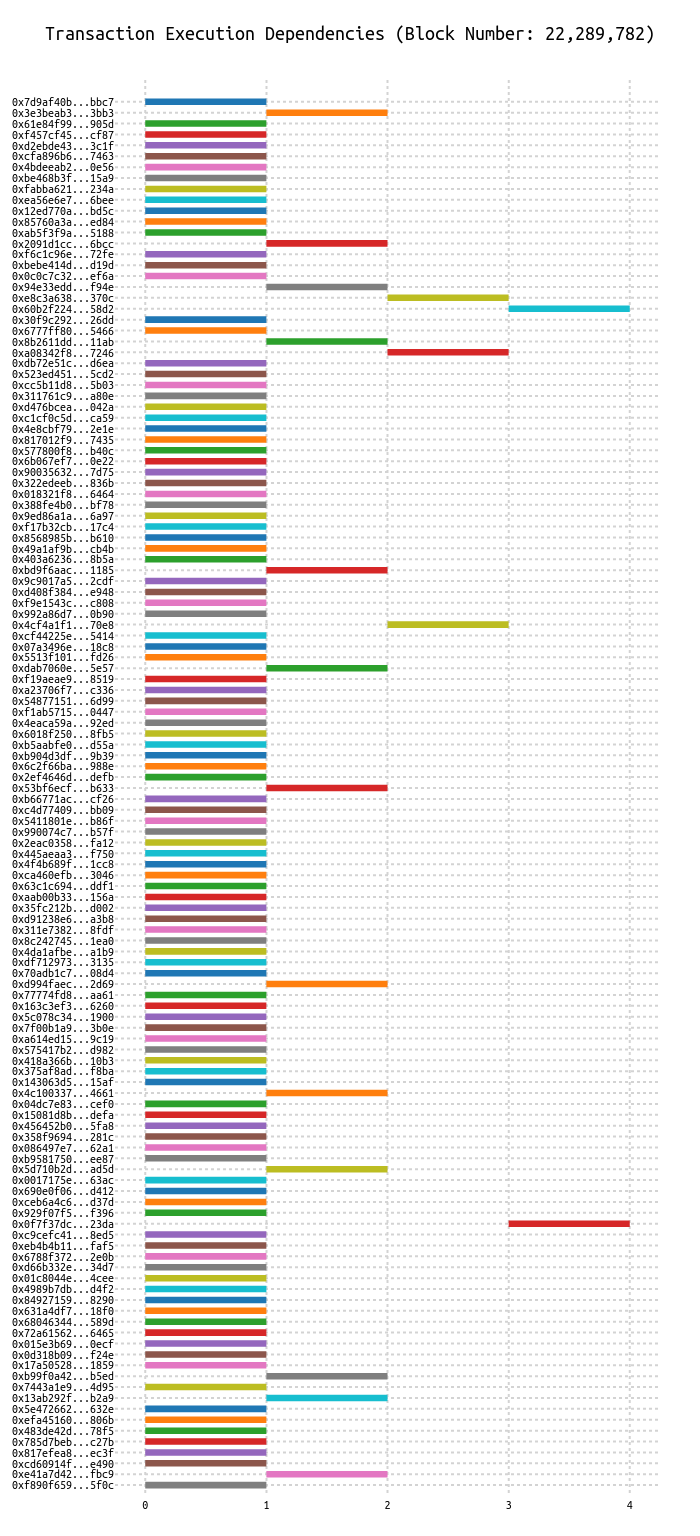 Transaction Execution Dependencies (Block Number: 22,289,782)
0x7d9af40b...bbc7
0x3e3beab3...3bb3
0x61e84f99...905d
0xf457cf45...cf87
0xd2ebde43...3c1f
0xcfa896b6...7463
0x4bdeeab2...0e56
0xbe468b3f...15a9
0xfabba621...234a
0xea56e6e7...6bee
0x12ed770a...bd5c
0x85760a3a...ed84
0xab5f3f9a...5188
0x2091d1cc...6bcc
0xf6c1c96e...72fe
0xbebe414d...d19d
0x0c0c7c32...ef6a
0x94e33edd...f94e
0xe8c3a638...370c
0x60b2f224...58d2
0x30f9c292...26dd
0x6777ff80...5466
0x8b2611dd...11ab
0xa08342f8...7246
0xdb72e51c...d6ea
0x523ed451...5cd2
0xcc5b11d8...5b03
0x311761c9...a80e
0xd476bcea...042a
0xc1cf0c5d...ca59
0x4e8cbf79...2e1e
0x817012f9...7435
0x577800f8...b40c
0x6b067ef7...0e22
0x90035632...7d75
0x322edeeb...836b
0x018321f8...6464
0x388fe4b0...bf78
0x9ed86a1a...6a97
0xf17b32cb...17c4
0x8568985b...b610
0x49a1af9b...cb4b
0x403a6236...8b5a
0xbd9f6aac...1185
0x9c9017a5...2cdf
0xd408f384...e948
0xf9e1543c...c808
0x992a86d7...0b90
0x4cf4a1f1...70e8
0xcf44225e...5414
0x07a3496e...18c8
0x5513f101...fd26
0xdab7060e...5e57
0xf19aeae9...8519
0xa23706f7...c336
0x54877151...6d99
0xf1ab5715...0447
0x4eaca59a...92ed
0x6018f250...8fb5
0xb5aabfe0...d55a
0xb904d3df...9b39
0x6c2f66ba...988e
0x2ef4646d...defb
0x53bf6ecf...b633
0xb66771ac...cf26
0xc4d77409...bb09
0x5411801e...b86f
0x990074c7...b57f
0x2eac0358...fa12
0x445aeaa3...f750
0x4f4b689f...1cc8
0xca460efb...3046
0x63c1c694...ddf1
0xaab00b33...156a
0x35fc212b...d002
0xd91238e6...a3b8
0x311e7382...8fdf
0x8c242745...1ea0
0x4da1afbe...a1b9
0xdf712973...3135
0x70adb1c7...08d4
0xd994faec...2d69
0x77774fd8...aa61
0x163c3ef3...6260
0x5c078c34...1900
0x7f00b1a9...3b0e
0xa614ed15...9c19
0x575417b2...d982
0x418a366b...10b3
0x375af8ad...f8ba
0x143063d5...15af
0x4c100337...4661
0x04dc7e83...cef0
0x15081d8b...defa
0x456452b0...5fa8
0x358f9694...281c
0x086497e7...62a1
0xb9581750...ee87
0x5d710b2d...ad5d
0x0017175e...63ac
0x690e0f06...d412
0xceb6a4c6...d37d
0x929f07f5...f396
0x0f7f37dc...23da
0xc9cefc41...8ed5
0xeb4b4b11...faf5
0x6788f372...2e0b
0xd66b332e...34d7
0x01c8044e...4cee
0x4989b7db...d4f2
0x84927159...8290
0x631a4df7...18f0
0x68046344...589d
0x72a61562...6465
0x015e3b69...0ecf
0x0d318b09...f24e
0x17a50528...1859
0xb99f0a42...b5ed
0x7443a1e9...4d95
0x13ab292f...b2a9
0x5e472662...632e
0xefa45160...806b
0x483de42d...78f5
0x785d7beb...c27b
0x817efea8...ec3f
0xcd60914f...e490
0xe41a7d42...fbc9
0xf890f659...5f0c
0 1 2 3 4